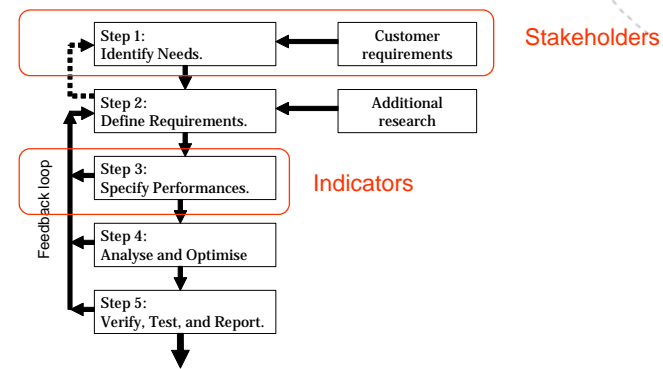 Step 1:
Identify Needs.
Customer
requirements
Stakeholders
Step 2:
Define Requirements.
Additional
research
Step 3:
Specify Performances.
Indicators
Feedback loop
Step 4:
Analyse and Optimise
Step 5:
Verify, Test, and Report.